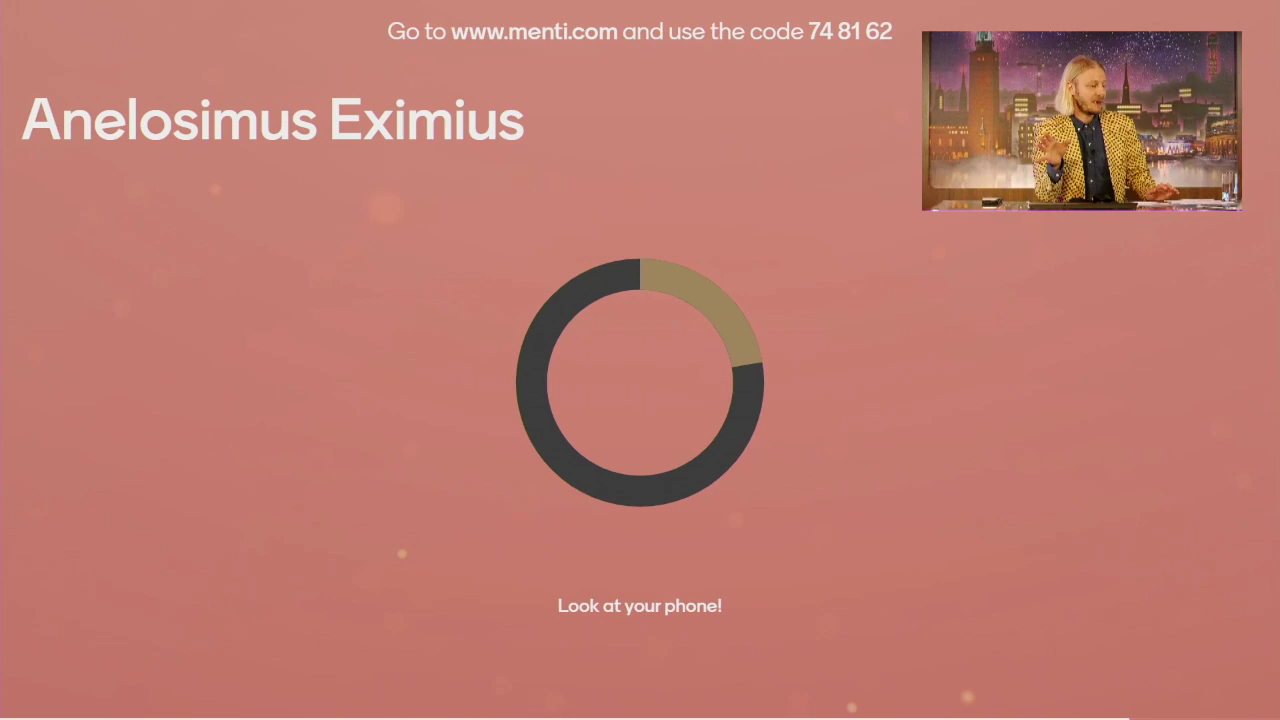 Go to www.menti.com and use the code 74 81 62
Anelosimus Eximius
Look at your phone!